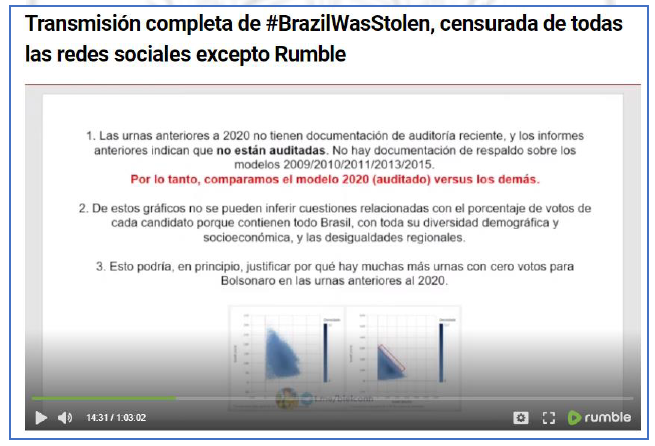 Transmisión completa de #BrazilWasStolen, censurada de todas
las redes sociales excepto Rumble
1. Las urnas anteriores a 2020 no tienen documentación de auditoría reciente, y los informes
anteriores indican que no están auditadas. No hay documentación de respaldo sobre los
modelos 2009/2010/2011/2013/2015.
Por lo tanto, comparamos el modelo 2020 (auditado) versus los demás.
2. De estos gráficos no se pueden inferir cuestiones relacionadas con el porcentaje de votos de
cada candidato porque contienen todo Brasil, con toda su diversidad demográfica y
socioeconómica, y las desigualdades regionales.
3. Esto podría, en principio, justificar por qué hay muchas más urnas con cero votos para
Bolsonaro en las urnas anteriores al 2020.
14:31 / 1:03:02
rumble